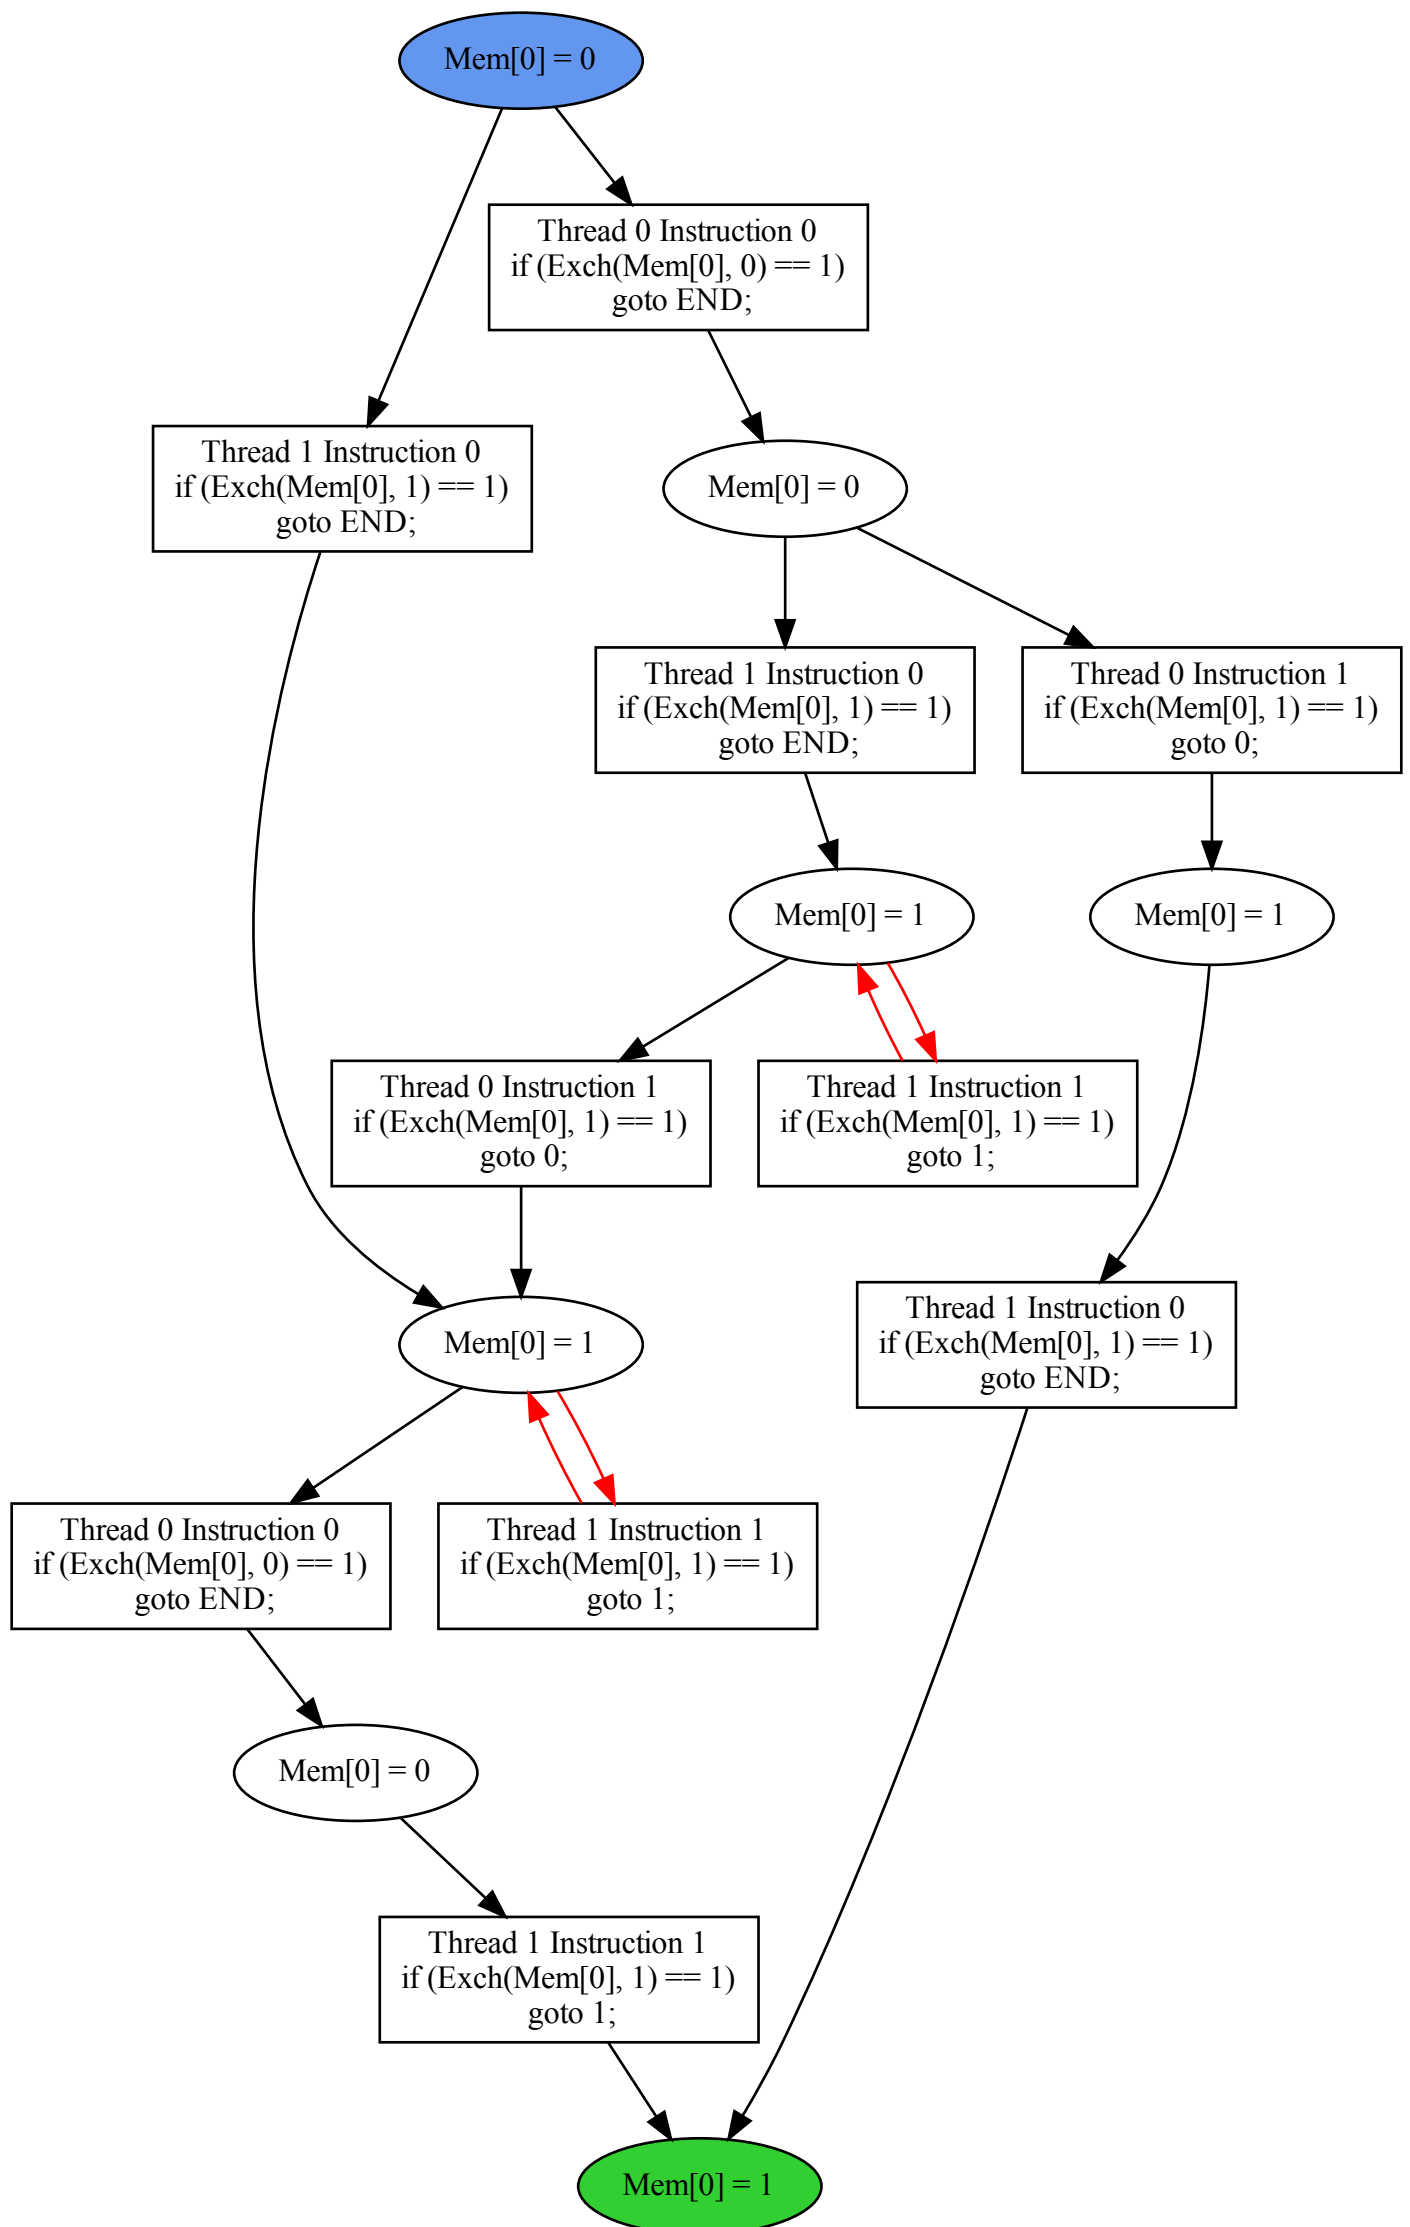 Mem[0] = 0
Thread 0 Instruction 0
if (Exch(Mem[0], 0) == 1)
goto END;
Thread 1 Instruction 0
if (Exch(Mem[0], 1) == 1)
goto END;
Mem[0] = 0
Thread 1 Instruction 0
if (Exch(Mem[0], 1) == 1)
goto END;
Thread 0 Instruction 1
if (Exch(Mem[0], 1) == 1)
goto 0;
Mem[0] = 1
Mem[0] = 1
Thread 0 Instruction 1
if (Exch(Mem[0], 1) == 1)
goto 0;
Thread 1 Instruction 1
if (Exch(Mem[0], 1) == 1)
goto 1;
Mem[0] = 1
Thread 1 Instruction 0
if (Exch(Mem[0], 1) == 1)
goto END;
Thread 0 Instruction 0
if (Exch(Mem[0], 0) == 1)
goto END;
Thread 1 Instruction 1
if (Exch(Mem[0], 1) == 1)
goto 1;
Mem[0] = 0
Thread 1 Instruction 1
if (Exch(Mem[0], 1) == 1)
goto 1;
Mem[0] = 1